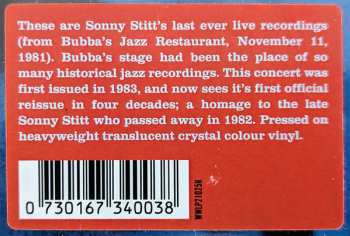 These are Sonny Stitt's last ever live recordings
(from Bubba's Jazz Restaurant, November 11,
1981). Bubba's stage had been the place of so
many historical jazz recordings. This concert was
first issued in 1983, and now sees it's first official
reissue in four decades; a homage to the late
Sonny Stitt who passed away in 1982. Pressed on
heavyweight translucent crystal colour vinyl.
WWLP21025H
0 730167 340038